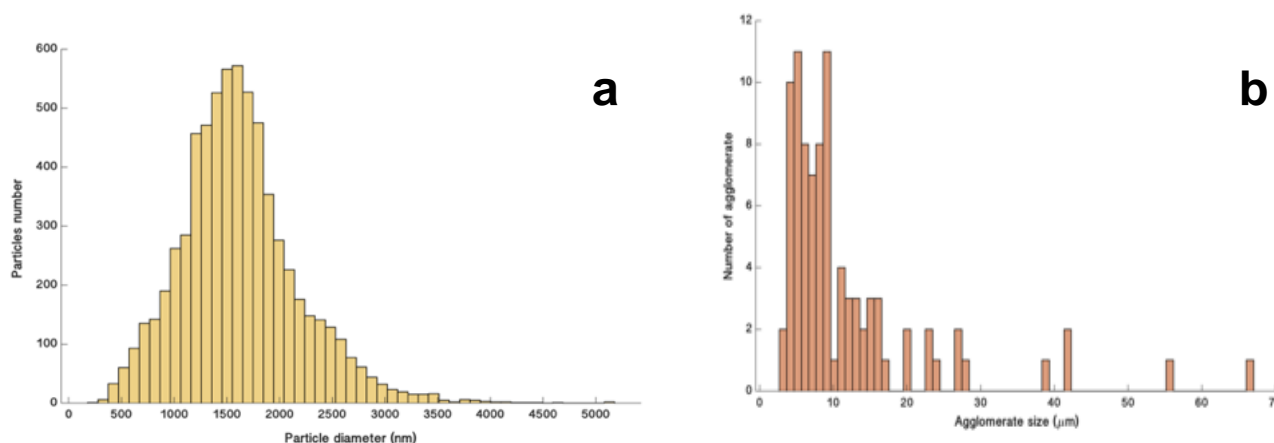 a
600
500
400
300
200
100
0
Particles number
0 500 1000 1500 2000 2500 3000 3500 4000 4500 5000
Particle diameter (nm)
b
12
10
8
6
4
2
0
Number of agglomerate
0 10 20 30 40 50 60 70
Agglomerate size (μm)